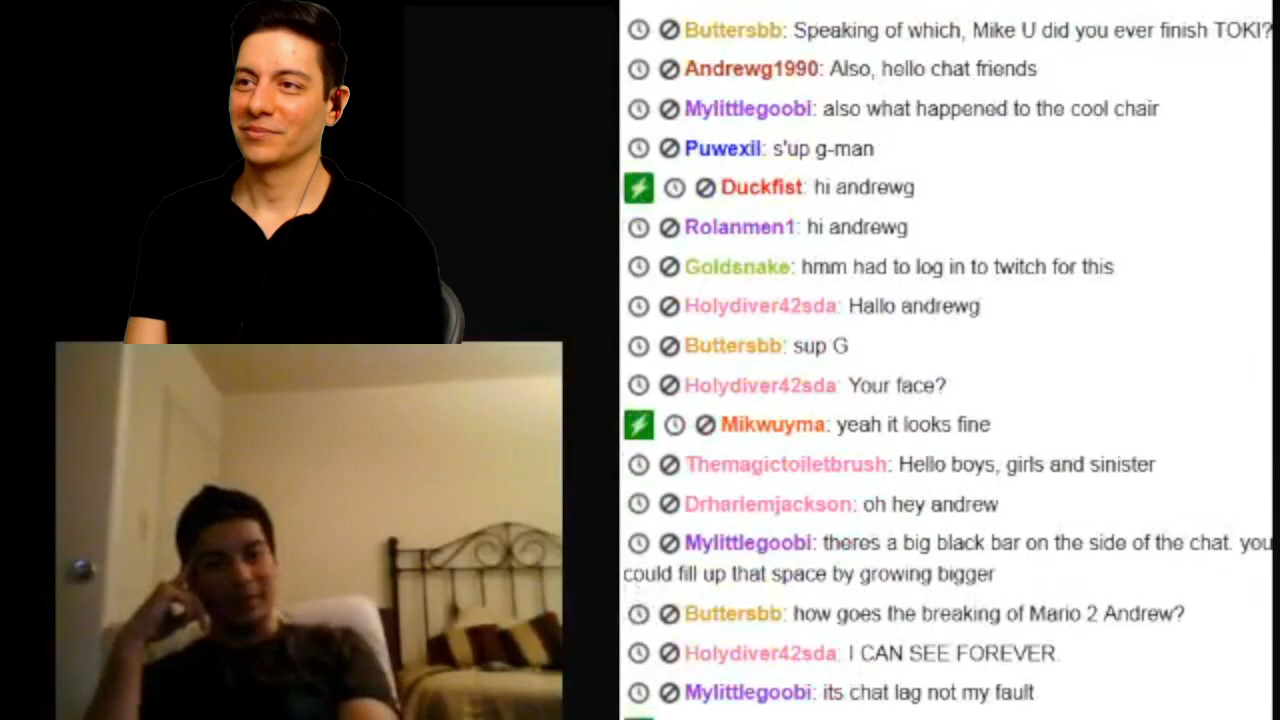 Buttersbb: Speaking of which, Mike U did you ever finish TOKI?
Andrewg1990: Also, hello chat friends
Mylittlegoobi: also what happened to the cool chair
Puwexil: s'up g-man
Duckfist: hi andrewg
Rolanmen1: hi andrewg
Goldsnake: hmm had to log in to twitch for this
Holydiver42sda: Hallo andrewg
Buttersbb: sup G
Holydiver42sda: Your face?
Mikwuyma: yeah it looks fine
Themagictoiletbrush: Hello boys, girls and sinister
Drharlemjackson: oh hey andrew
Mylittlegoobi: theres a big black bar on the side of the chat. you
could fill up that space by growing bigger
Buttersbb: how goes the breaking of Mario 2 Andrew?
Holydiver42sda: I CAN SEE FOREVER.
Mylittlegoobi: its chat lag not my fault